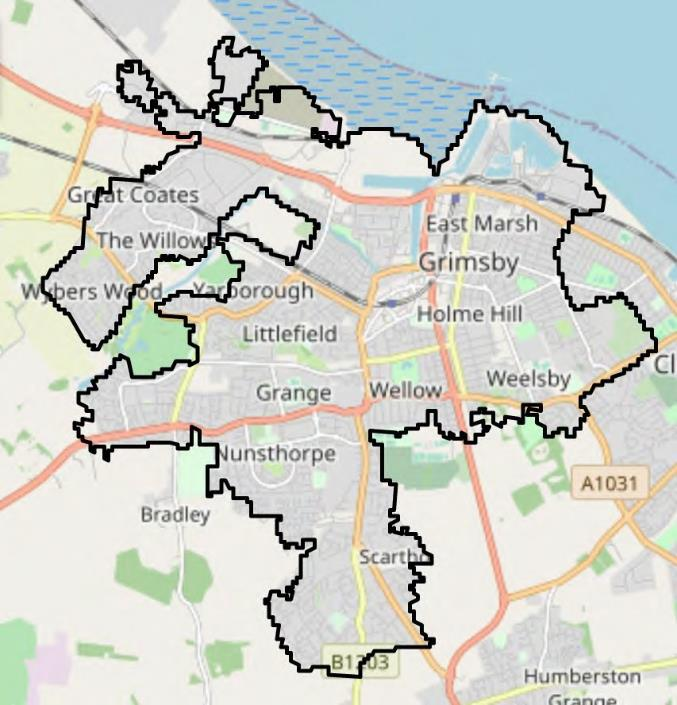 Great Coates
East Marsh
The Willow
Grimsby
Wybers Wood
Yarborough
Holme Hill
Littlefield
Cl
Weelsby
Grange
Wellow
Nunsthorpe
A1031
Bradley
Scartho
B1203
Humberston
Grange